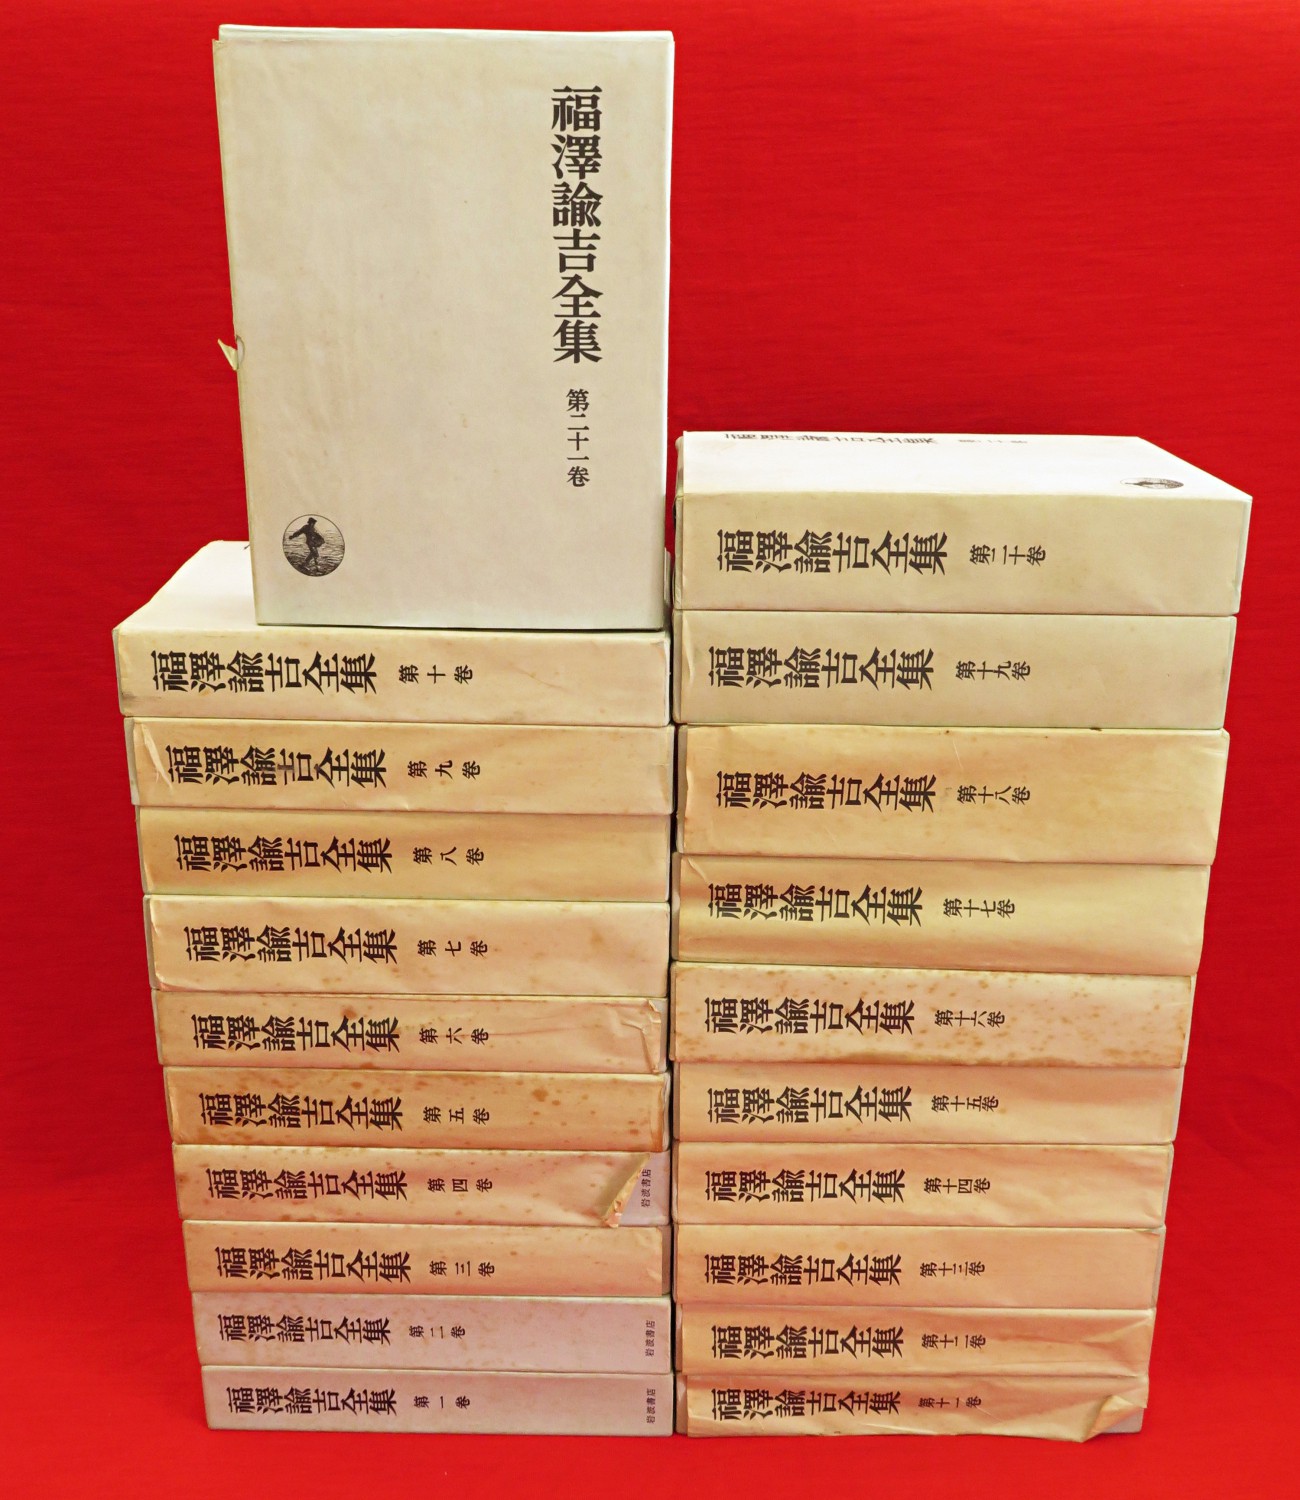 福澤諭吉全集 第二十一卷
福澤諭吉全集 第十卷
福澤諭吉全集 第九卷
福澤諭吉全集 第八卷
福澤諭吉全集 第七卷
福澤諭吉全集 第六卷
福澤諭吉全集 第五卷
福澤諭吉全集 第四卷 岩波書店
福澤諭吉全集 第三卷
福澤諭吉全集 第二卷 岩波書店
福澤諭吉全集 第一卷 岩波書店
福澤諭吉全集 第二十卷
福澤諭吉全集 第十九卷
福澤諭吉全集 第十八卷
福澤諭吉全集 第十七卷
福澤諭吉全集 第十六卷
福澤諭吉全集 第十五卷
福澤諭吉全集 第十四卷
福澤諭吉全集 第十三卷
福澤諭吉全集 第十二卷
福澤諭吉全集 第十一卷